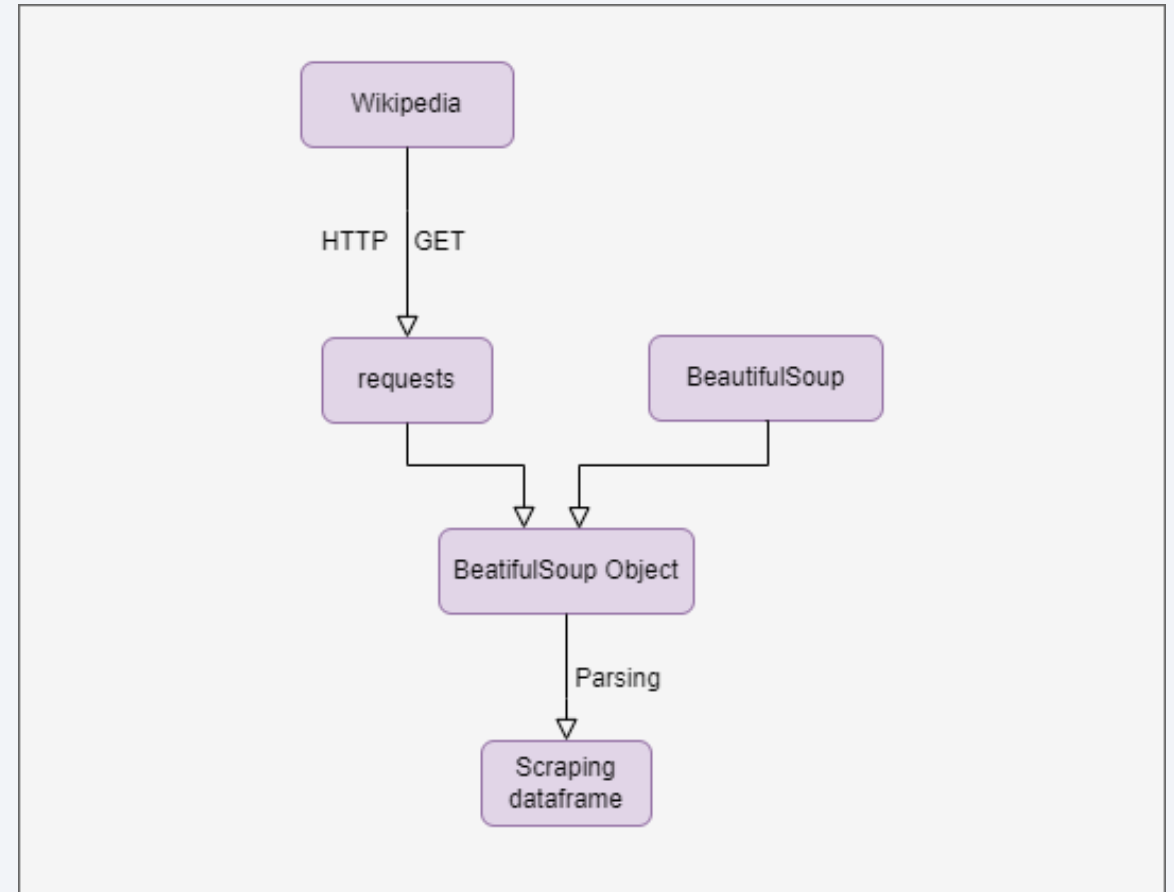 Wikipedia
HTTP GET
requests
BeautifulSoup
BeatifulSoup Object
Parsing
Scraping
dataframe